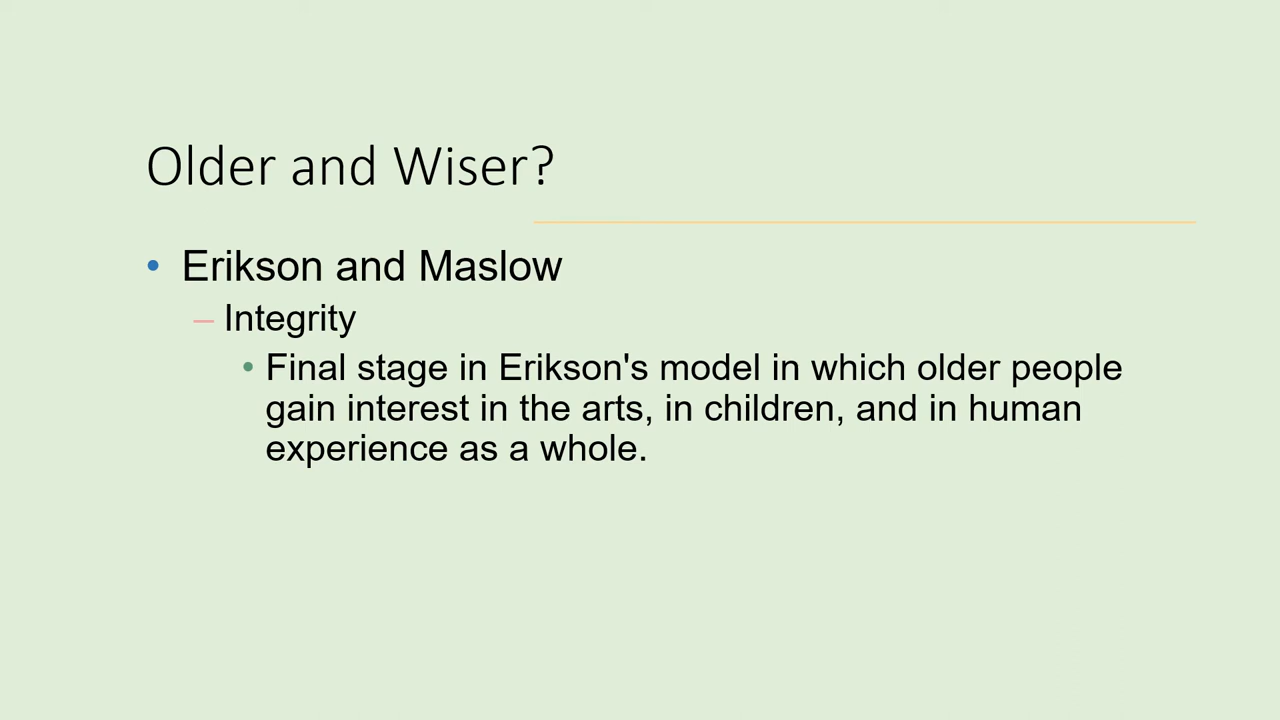 Older and Wiser?
• Erikson and Maslow
– Integrity
• Final stage in Erikson's model in which older people
gain interest in the arts, in children, and in human
experience as a whole.